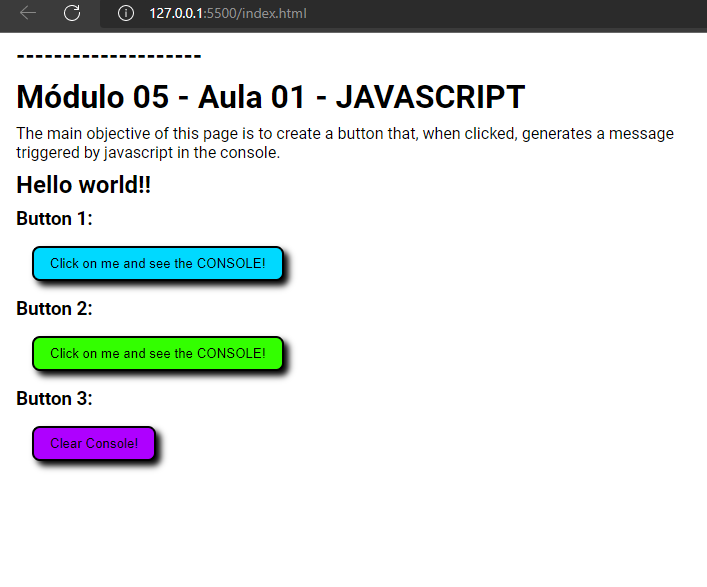 127.0.0.1:5500/index.html
--------------------
Módulo 05 - Aula 01 - JAVASCRIPT
The main objective of this page is to create a button that, when clicked, generates a message
triggered by javascript in the console.
Hello world!!
Button 1:
Click on me and see the CONSOLE!
Button 2:
Click on me and see the CONSOLE!
Button 3:
Clear Console!